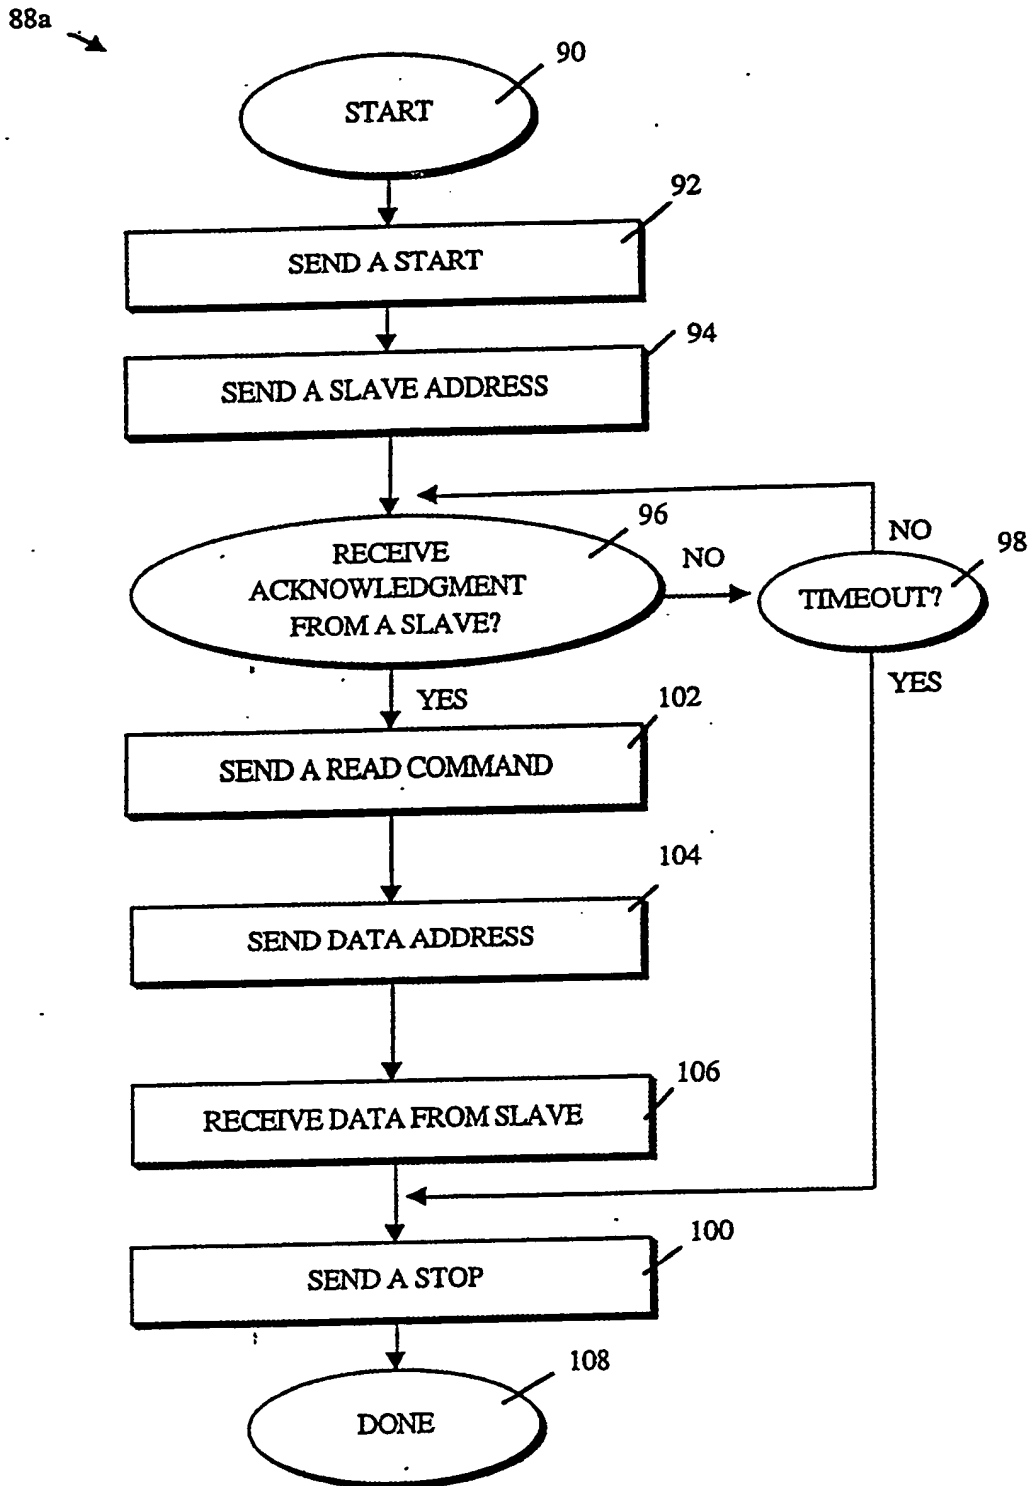 88a
90
START
92
SEND A START
94
SEND A SLAVE ADDRESS
96
RECEIVE
ACKNOWLEDGMENT
FROM A SLAVE?
NO
NO
98
TIMEOUT?
YES
YES
102
SEND A READ COMMAND
104
SEND DATA ADDRESS
106
RECEIVE DATA FROM SLAVE
100
SEND A STOP
108
DONE